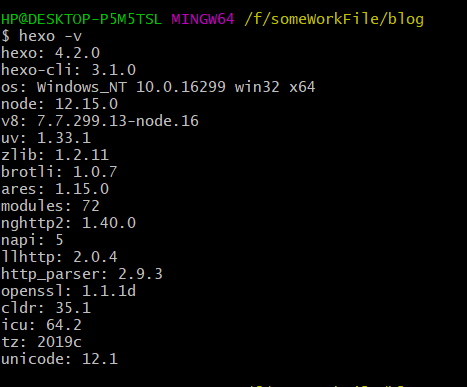 HP@DESKTOP-P5M5TSL MINGW64 /f/someWorkFile/blog
$ hexo -v
hexo: 4.2.0
hexo-cli: 3.1.0
os: Windows_NT 10.0.16299 win32 x64
node: 12.15.0
v8: 7.7.299.13-node.16
uv: 1.33.1
zlib: 1.2.11
brotli: 1.0.7
ares: 1.15.0
modules: 72
nghttp2: 1.40.0
napi: 5
llhttp: 2.0.4
http_parser: 2.9.3
openssl: 1.1.1d
cldr: 35.1
icu: 64.2
tz: 2019c
unicode: 12.1